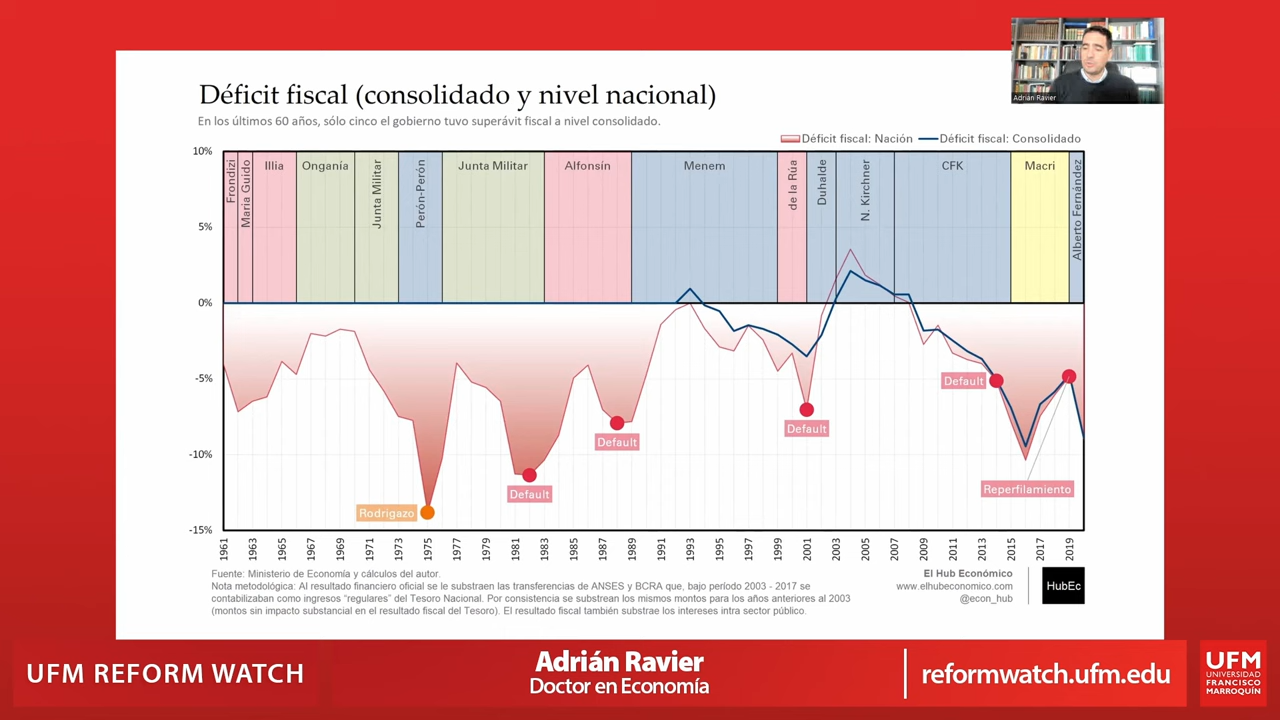 Adrián Ravier
Déficit fiscal (consolidado y nivel nacional)
En los últimos 60 años, sólo cinco el gobierno tuvo superávit fiscal a nivel consolidado.
Déficit fiscal: Nación
Déficit fiscal: Consolidado
10%
5%
0%
-5%
-10%
-15%
Frondizi
Maria Guido
Illia
Onganía
Junta Militar
Perón-Perón
Junta Militar
Alfonsín
Menem
de la Rúa
Duhalde
N. Kirchner
CFK
Macri
Alberto Fernández
Rodrigazo
Default
Default
Default
Default
Reperfilamiento
1961 1963 1965 1967 1969 1971 1973 1975 1977 1979 1981 1983 1985 1987 1989 1991 1993 1995 1997 1999 2001 2003 2005 2007 2009 2011 2013 2015 2017 2019
Fuente: Ministerio de Economía y cálculos del autor.
Nota metodológica: Al resultado financiero oficial se le substraen las transferencias de ANSES y BCRA que, bajo período 2003 - 2017 se
contabilizaban como ingresos "regulares" del Tesoro Nacional. Por consistencia se substrean los mismos montos para los años anteriores al 2003
(montos sin impacto substancial en el resultado fiscal del Tesoro). El resultado fiscal también substrae los intereses intra sector público.
El Hub Económico
www.elhubeconomico.com
@econ_hub
HubEc
UFM REFORM WATCH
Adrián Ravier
Doctor en Economía
reformwatch.ufm.edu
UFM
UNIVERSIDAD
FRANCISCO
MARROQUÍN